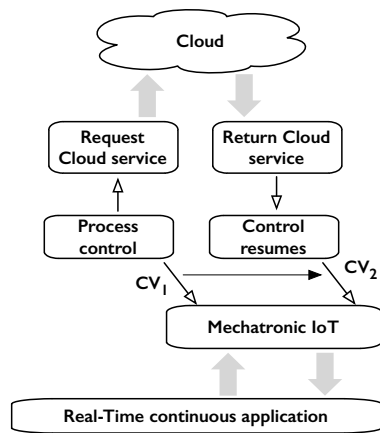 Cloud
Request
Cloud service
Return Cloud
service
Process
control
Control
resumes
CV1
CV2
Mechatronic IoT
Real-Time continuous application